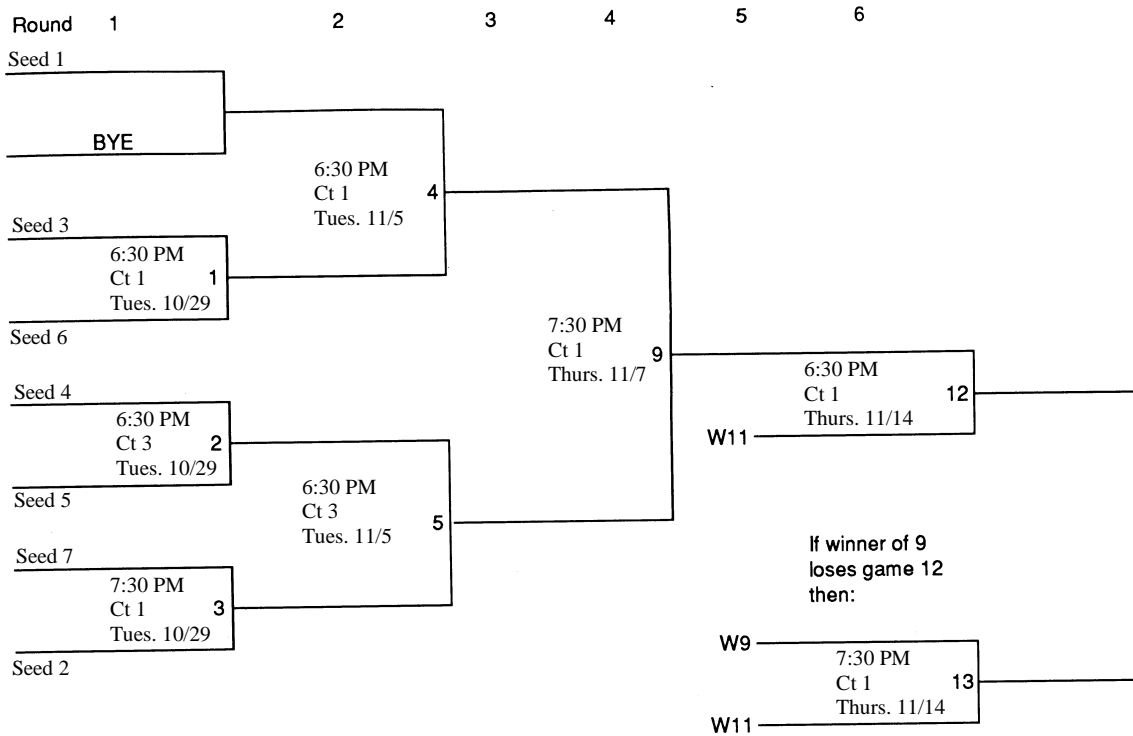 Round 1 2 3 4 5 6
Seed 1
BYE
6:30 PM
Ct 1 4
Tues. 11/5
Seed 3
6:30 PM
Ct 1 1
Tues. 10/29
Seed 6
7:30 PM
Ct 1 9
Thurs. 11/7
6:30 PM
Ct 1 12
Thurs. 11/14
W11
Seed 4
6:30 PM
Ct 3 2
Tues. 10/29
Seed 5
6:30 PM
Ct 3 5
Tues. 11/5
Seed 7
7:30 PM
Ct 1 3
Tues. 10/29
Seed 2
If winner of 9
loses game 12
then:
W9
7:30 PM
Ct 1 13
Thurs. 11/14
W11